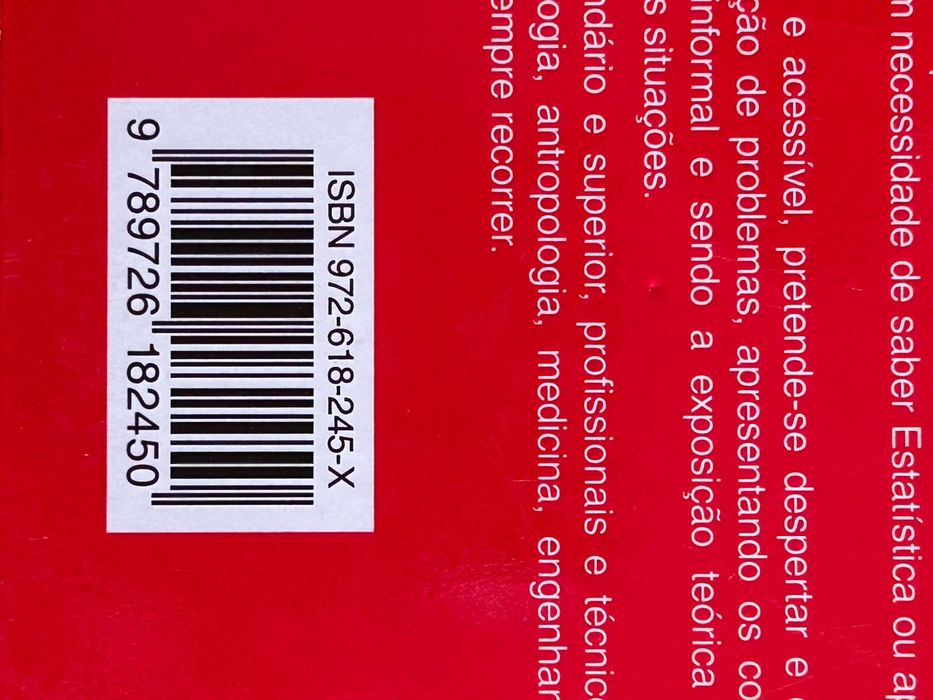 m necessidade de saber Estatística ou ap
e acessível, pretende-se despertar e
ção de problemas, apresentando os co
informal e sendo a exposição teórica
s situações.
ndário e superior, profissionais e técnic
ogia, antropologia, medicina, engenhar
empre recorrer.
ISBN 972-618-245-X
9 789726 182450